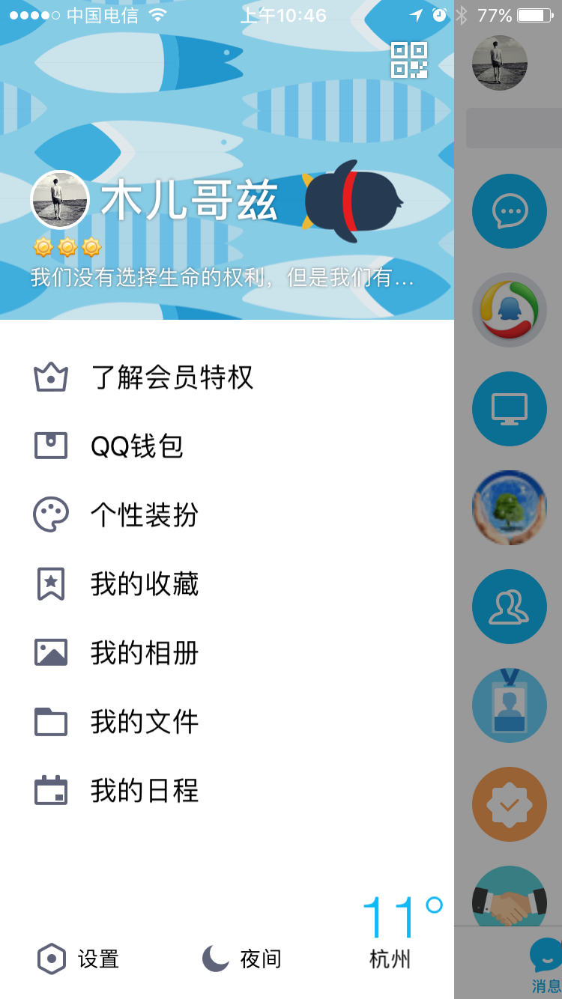 中国电信 上午10:46 77%
木儿哥兹
我们没有选择生命的权利，但是我们有...
了解会员特权
QQ钱包
个性装扮
我的收藏
我的相册
我的文件
我的日程
11°
设置 夜间 杭州
消息